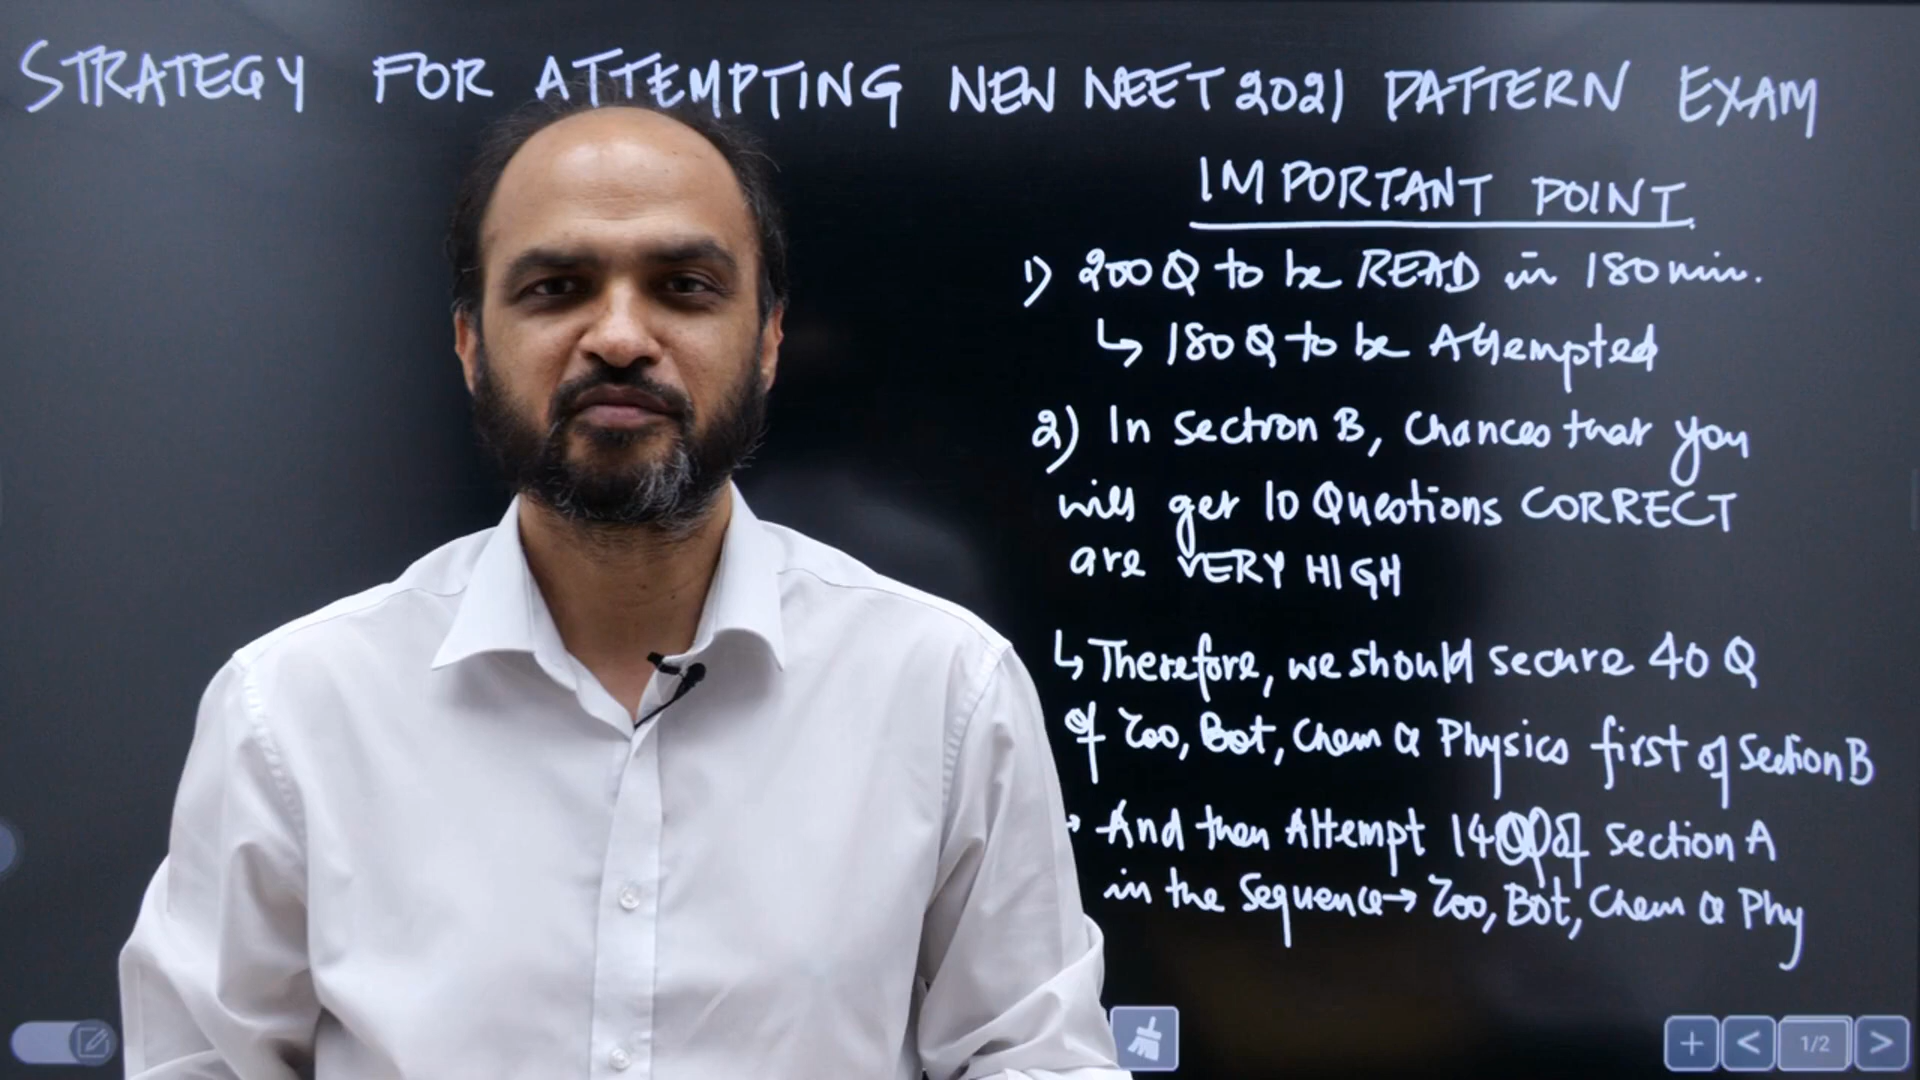 STRATEGY FOR ATTEMPTING NEW NEET 2021 PATTERN EXAM
IMPORTANT POINT
1) 200 Q to be READ in 180 min.
↳ 180 Q to be Attempted
2) In Section B, Chances that you
will get 10 Questions CORRECT
are VERY HIGH
↳ Therefore, we should secure 40 Q
of Zoo, Bot, Chem & Physics first of Section B
And then Attempt 140Q of Section A
in the Sequence → Zoo, Bot, Chem & Phy
1/2